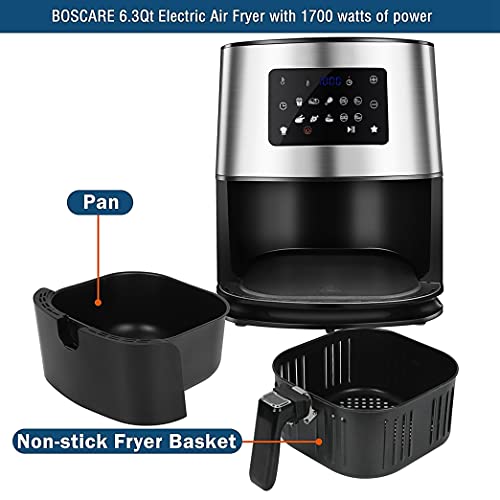 BOSCARE 6.3Qt Electric Air Fryer with 1700 watts of power
Pan
Non-stick Fryer Basket